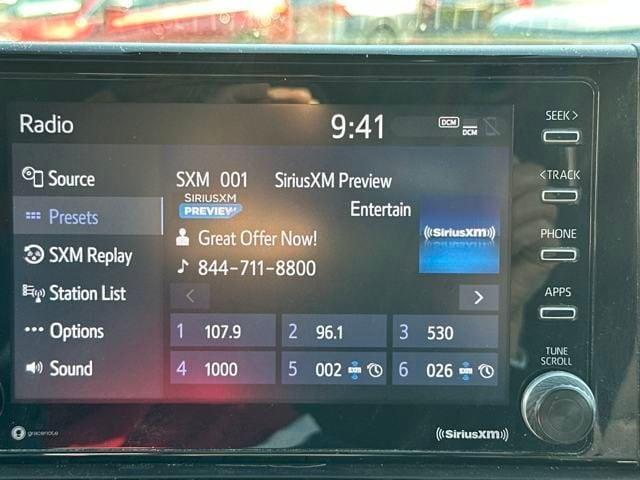 SEEK >
Radio
9:41
DCM
DCM
Source
SXM 001 SiriusXM Preview
< TRACK
SIRIUSXM
PREVIEW
Presets
Entertain
((SiriusXM))
Great Offer Now!
PHONE
SXM Replay
844-711-8800
Station List
APPS
1 107.9
2 96.1
3 530
Options
4 1000
5 002 SXM
6 026 SXM
Sound
TUNE
SCROLL
gracenote
((SiriusXM))